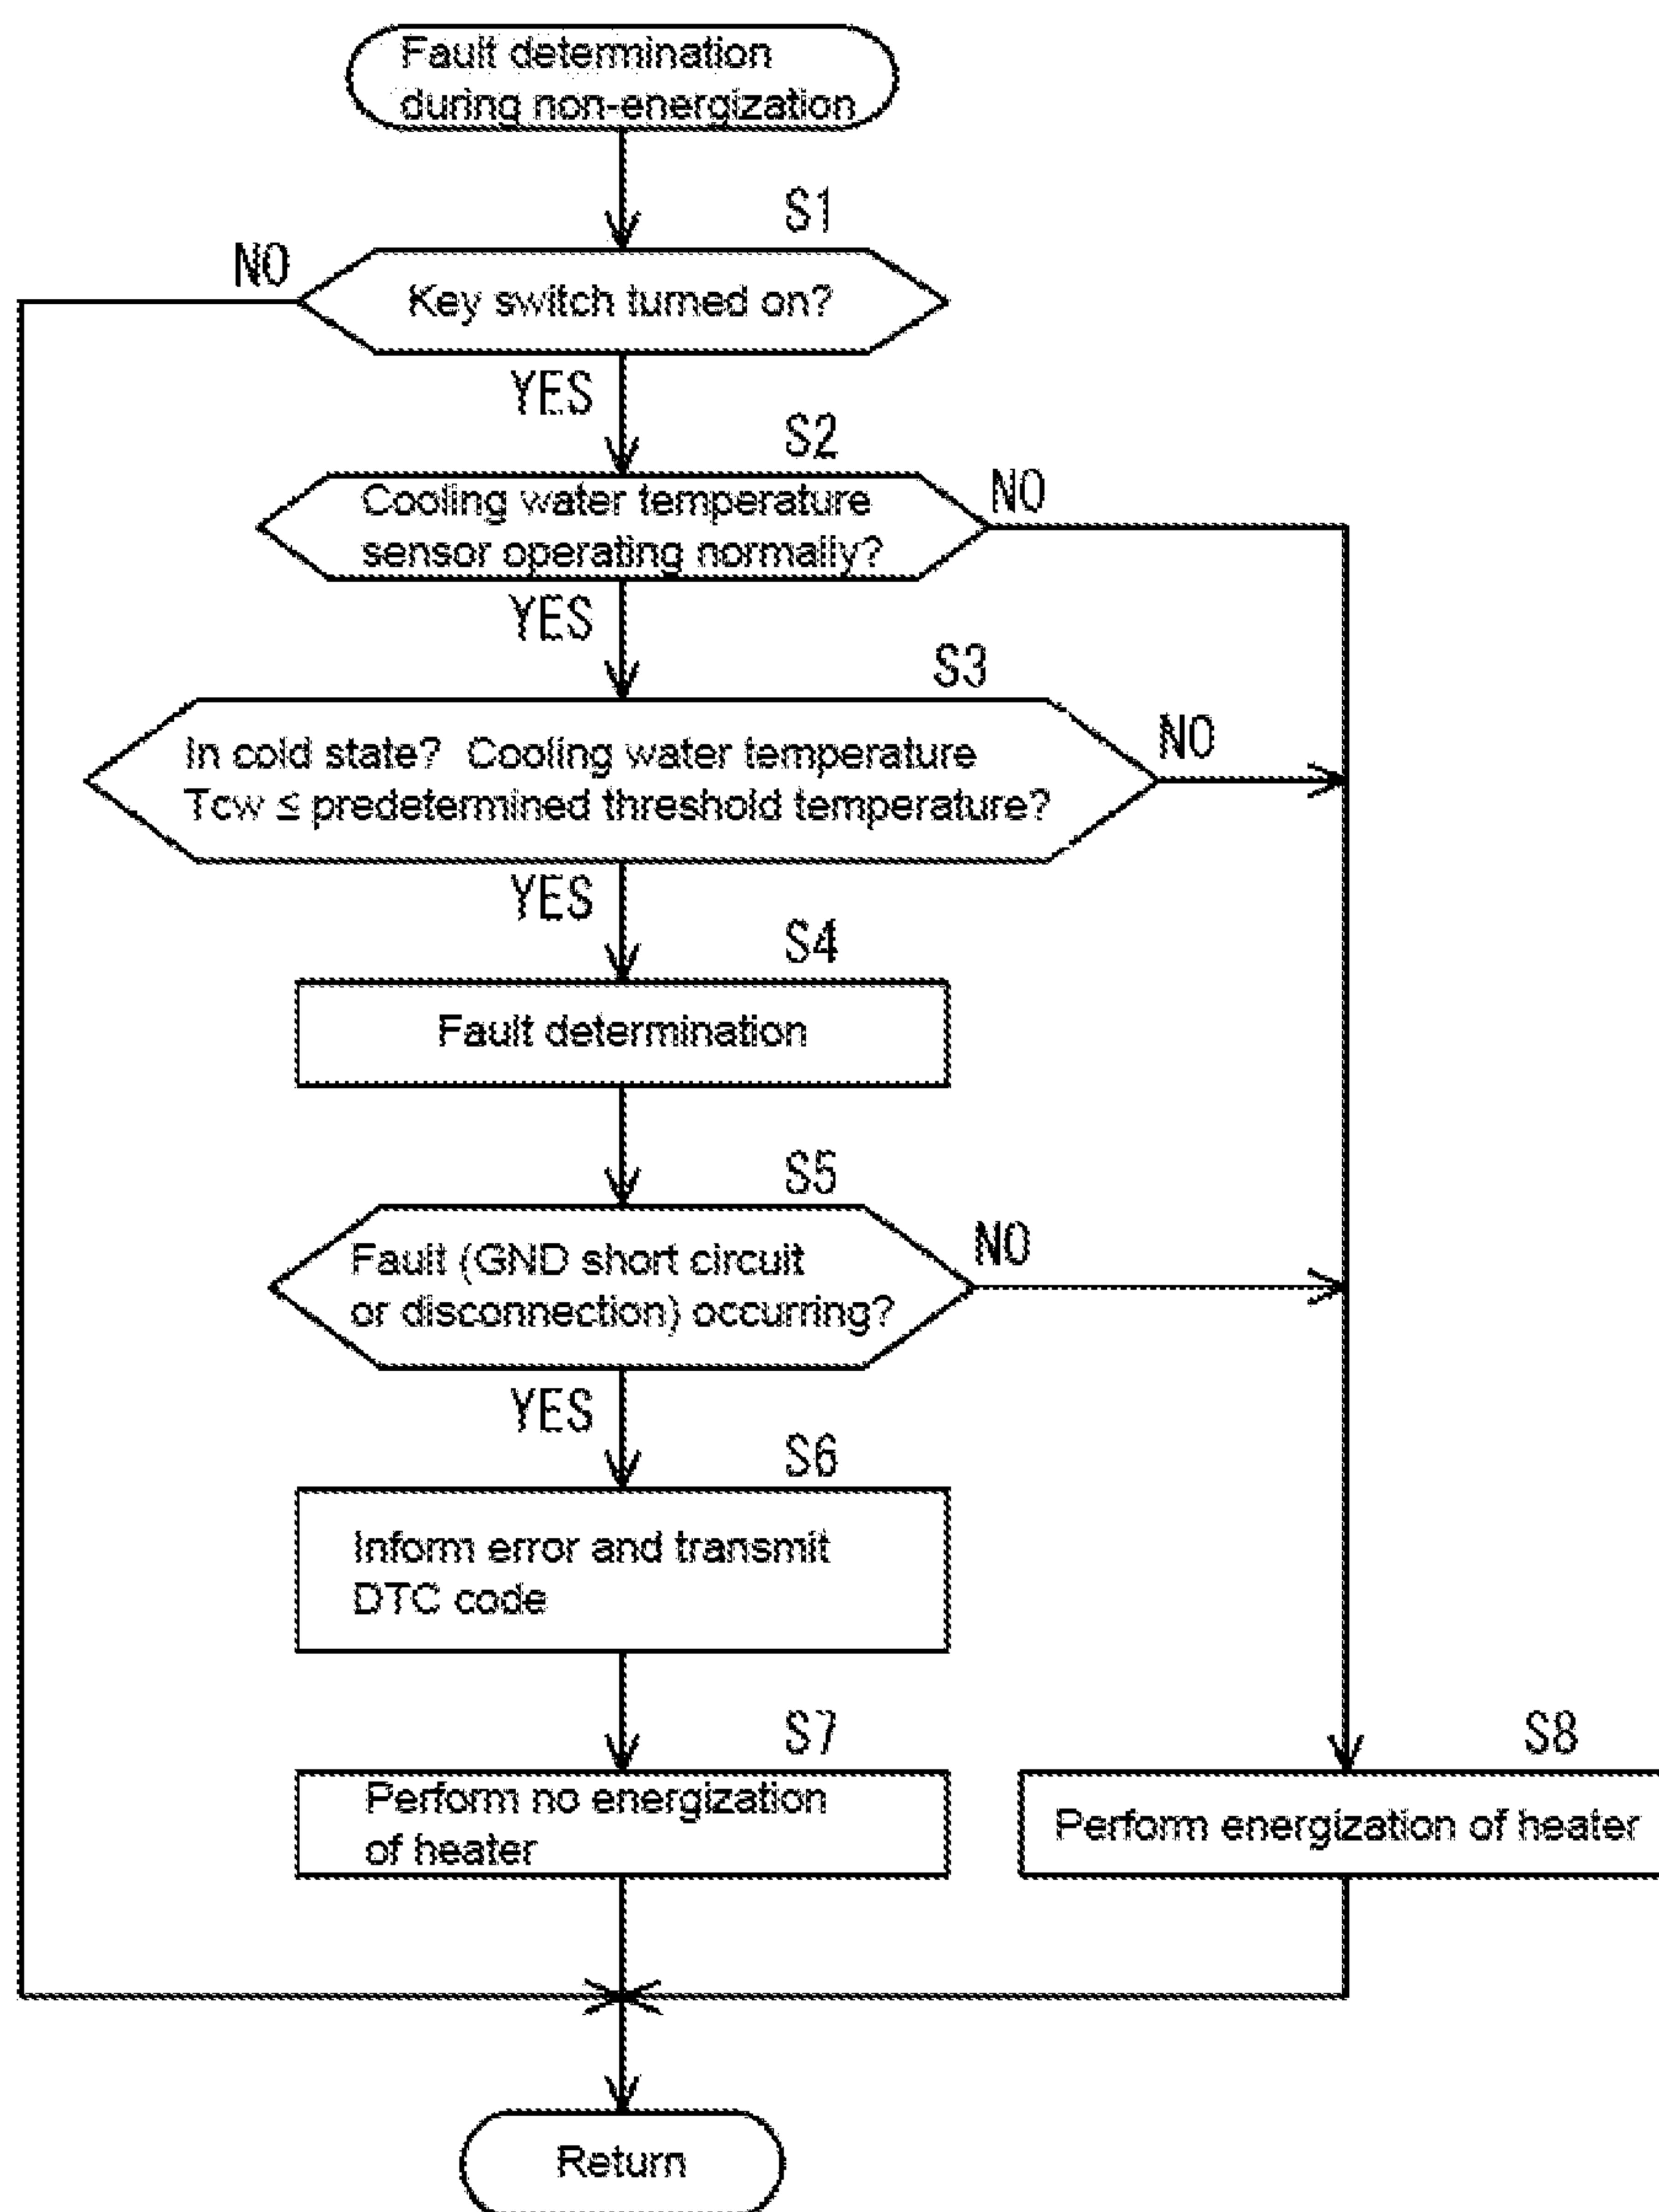 Fault determination
during non-energization
S1
NO
Key switch turned on?
YES
S2
NO
Cooling water temperature
sensor operating normally?
YES
S3
NO
In cold state? Cooling water temperature
Tcw ≤ predetermined threshold temperature?
YES
S4
Fault determination
S5
NO
Fault (GND short circuit
or disconnection) occurring?
YES
S6
Inform error and transmit
DTC code
S7
Perform no energization
of heater
S8
Perform energization of heater
Return